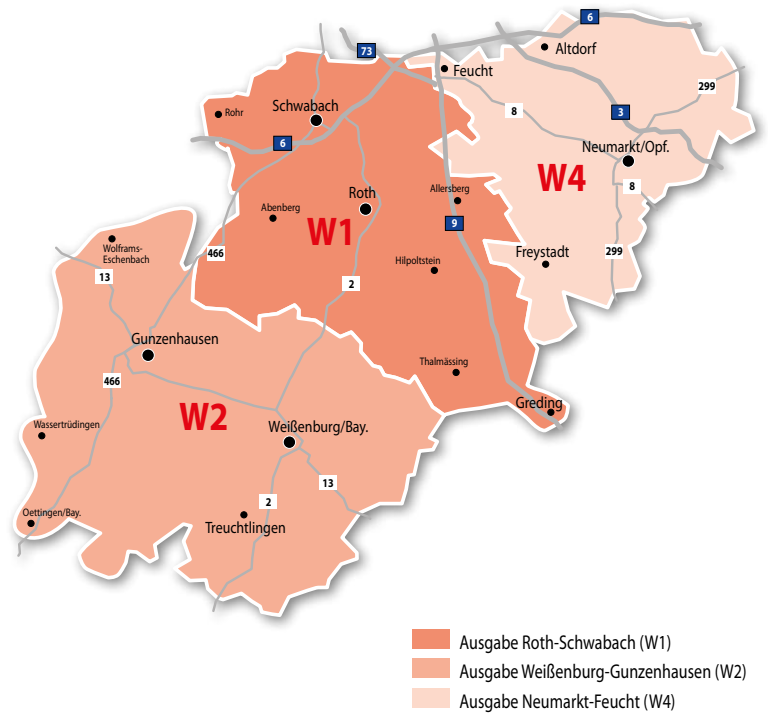 6
73
Altdorf
Feucht
299
Rohr
Schwabach
8
3
6
Neumarkt/Opf.
W4
8
Roth
Allersberg
Abenberg
W1
9
Wolframs-
Eschenbach
466
Freystadt
299
13
Hilpoltstein
2
Gunzenhausen
Thalmässing
466
W2
Greding
Wassertrüdingen
Weißenburg/Bay.
13
2
Oettingen/Bay.
Treuchtlingen
Ausgabe Roth-Schwabach (W1)
Ausgabe Weißenburg-Gunzenhausen (W2)
Ausgabe Neumarkt-Feucht (W4)